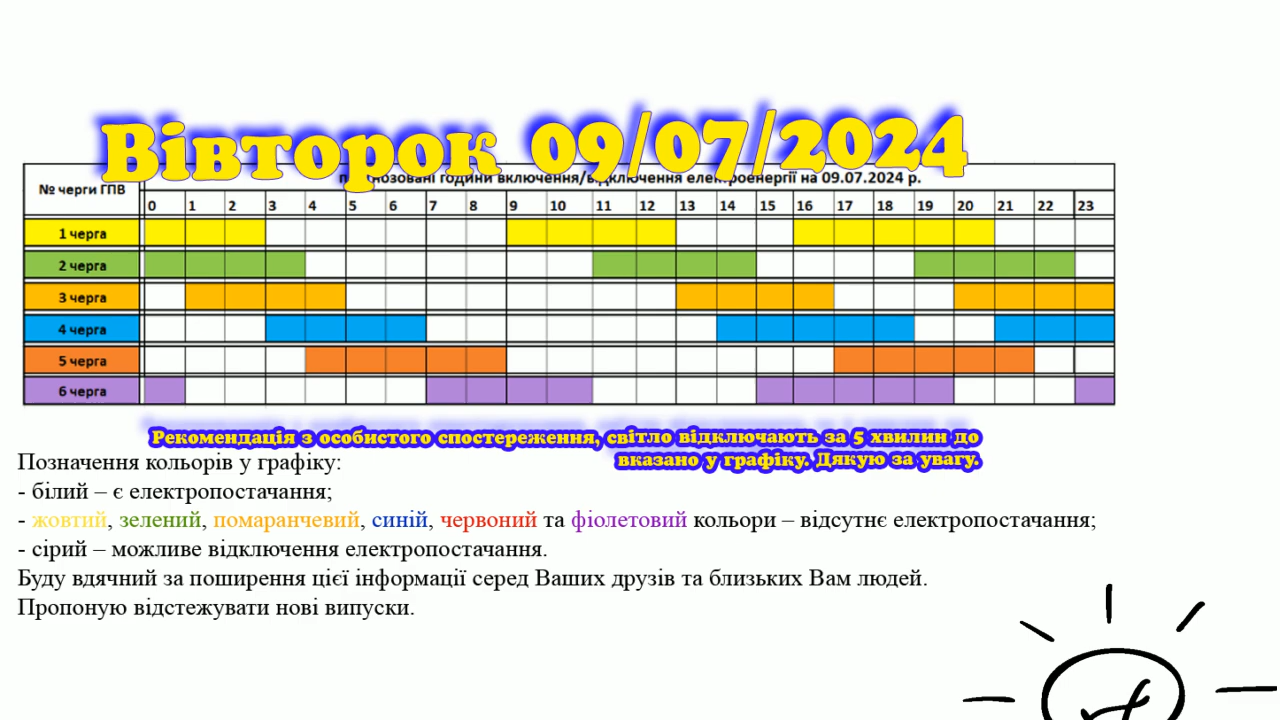 Вівторок 09/07/2024
№ черги ГПВ
включення/відключення електроенергії на 09.07.2024 р.
0 1 2 3 4 5 6 7 8 9 10 11 12 13 14 15 16 17 18 19 20 21 22 23
1 черга
2 черга
3 черга
4 черга
5 черга
6 черга
Рекомендація з особистого спостереження, світло відключають за 5 хвилин до
вказано у графіку. Дякую за увагу.
Позначення кольорів у графіку:
- білий – є електропостачання;
- жовтий, зелений, помаранчевий, синій, червоний та фіолетовий кольори – відсутнє електропостачання;
- сірий – можливе відключення електропостачання.
Буду вдячний за поширення цієї інформації серед Ваших друзів та близьких Вам людей.
Пропоную відстежувати нові випуски.